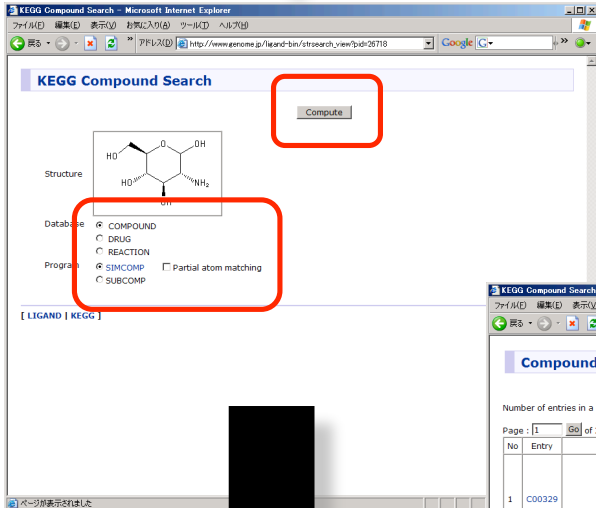 KEGG Compound Search - Microsoft Internet Explorer
ファイル(F) 編集(E) 表示(V) お気に入り(A) ツール(T) ヘルプ(H)
戻る アドレス(D) http://www.genome.jp/ligand-bin/strsearch_view?pid=26718 Google G
KEGG Compound Search
Compute
Structure
HO O OH
HO NH₂
OH
Database COMPOUND
DRUG
REACTION
Program SIMCOMP Partial atom matching
SUBCOMP
[ LIGAND | KEGG ]
ページが表示されました
KEGG Compound Search
ファイル(F) 編集(E) 表示(V
戻る
Compound
Number of entries in a
Page : 1 Go of
No Entry
1 C00329